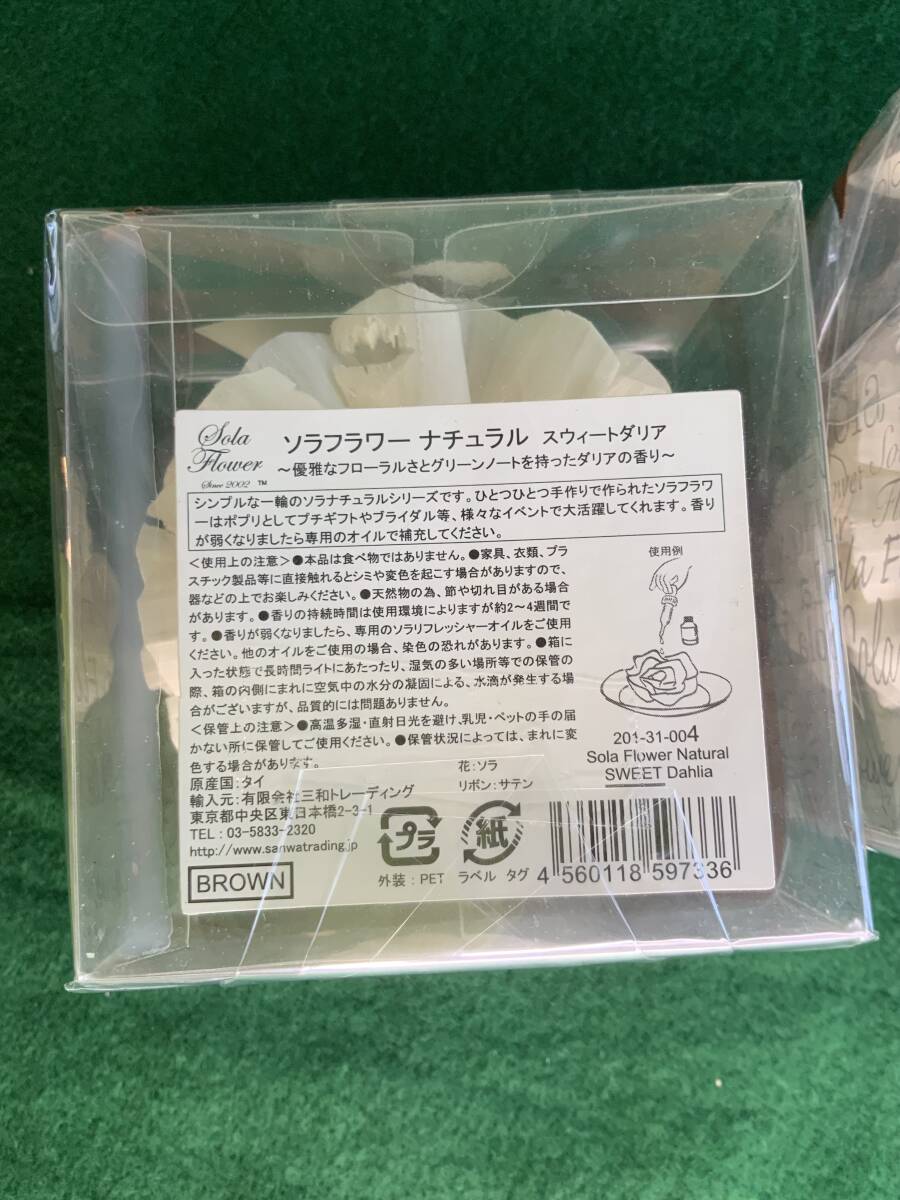 Sola
Flower
Since 2002 ™
ソラフラワー ナチュラル スウィートダリア
～優雅なフローラルさとグリーンノートを持ったダリアの香り～
シンプルな一輪のソラナチュラルシリーズです。ひとつひとつ手作りで作られたソラフラワ
ーはポプリとしてプチギフトやブライダル等、様々なイベントで大活躍してくれます。香り
が弱くなりましたら専用のオイルで補充してください。
＜使用上の注意＞●本品は食べ物ではありません。●家具、衣類、プラ
スチック製品等に直接触れるとシミや変色を起こす場合がありますので、
器などの上でお楽しみください。●天然物の為、節や切れ目がある場合
があります。●香りの持続時間は使用環境によりますが約2～4週間で
す。●香りが弱くなりましたら、専用のソラリフレッシャーオイルをご使用
ください。他のオイルをご使用の場合、染色の恐れがあります。●箱に
入った状態で長時間ライトにあたったり、湿気の多い場所等での保管の
際、箱の内側にまれに空気中の水分の凝固による、水滴が発生する場
合がございますが、品質的には問題ありません。
＜保管上の注意＞●高温多湿・直射日光を避け、乳児・ペットの手の届
かない所に保管してご使用ください。●保管状況によっては、まれに変
色する場合があります。
使用例
201-31-004
Sola Flower Natural
SWEET Dahlia
原産国：タイ
花：ソラ
輸入元：有限会社三和トレーディング
リボン：サテン
東京都中央区東日本橋2-3-1
TEL：03-5833-2320
http://www.sanwatrading.jp
BROWN
プラ
紙
外装：PET ラベル タグ
4 560118 597336